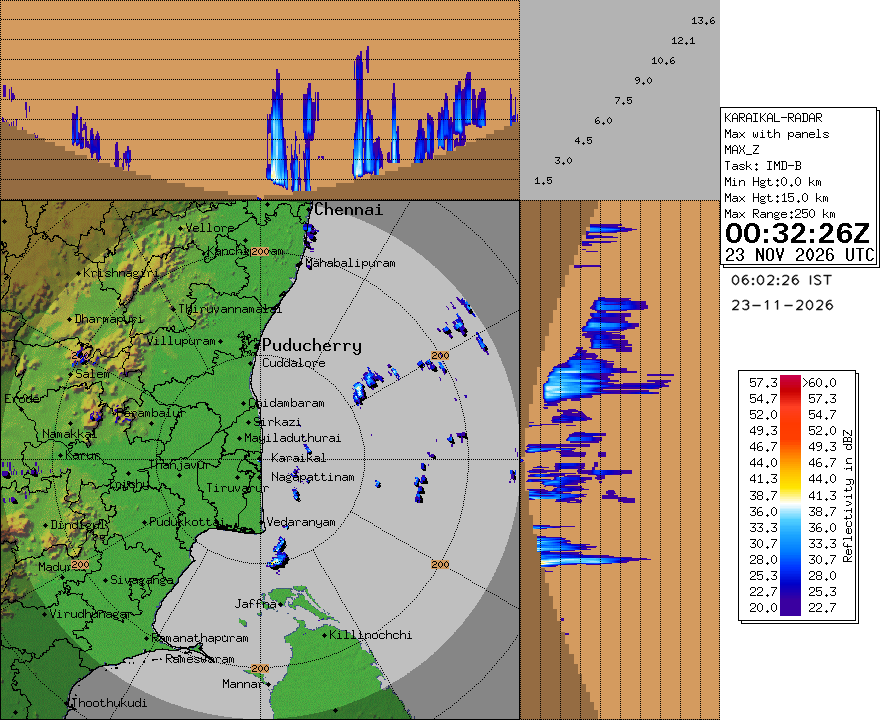 13.6
12.1
10.6
9.0
7.5
6.0
4.5
3.0
1.5
KARAIKAL-RADAR
Max with panels
MAX_Z
Task: IMD-B
Min Hgt:0.0 km
Max Hgt:15.0 km
Max Range:250 km
00:32:26Z
23 NOV 2026 UTC
06:02:26 IST
23-11-2026
Chennai
Vellore
200
Mahabalipuram
Krishnagiri
Thiruvannamalai
Dharmapuri
Villupuram
Puducherry
200
Cuddalore
Salem
Erode
Chidambaram
Perambalur
Sirkazi
Namakkal
Mayiladuthurai
Karur
Karaikal
Thanjavur
Nagapattinam
Tiruvarur
Pudukkottai
Vedaranyam
Dindigul
200
200
Madurai
Sivaganga
Jaffna
Virudhunagar
Killinochchi
Ramanathapuram
Rameswaram
200
Mannar
Thoothukudi
57.3 >60.0
54.7 57.3
52.0 54.7
49.3 52.0
46.7 49.3
44.0 46.7
41.3 44.0
38.7 41.3
36.0 38.7
33.3 36.0
30.7 33.3
28.0 30.7
25.3 28.0
22.7 25.3
20.0 22.7
Reflectivity in dBZ